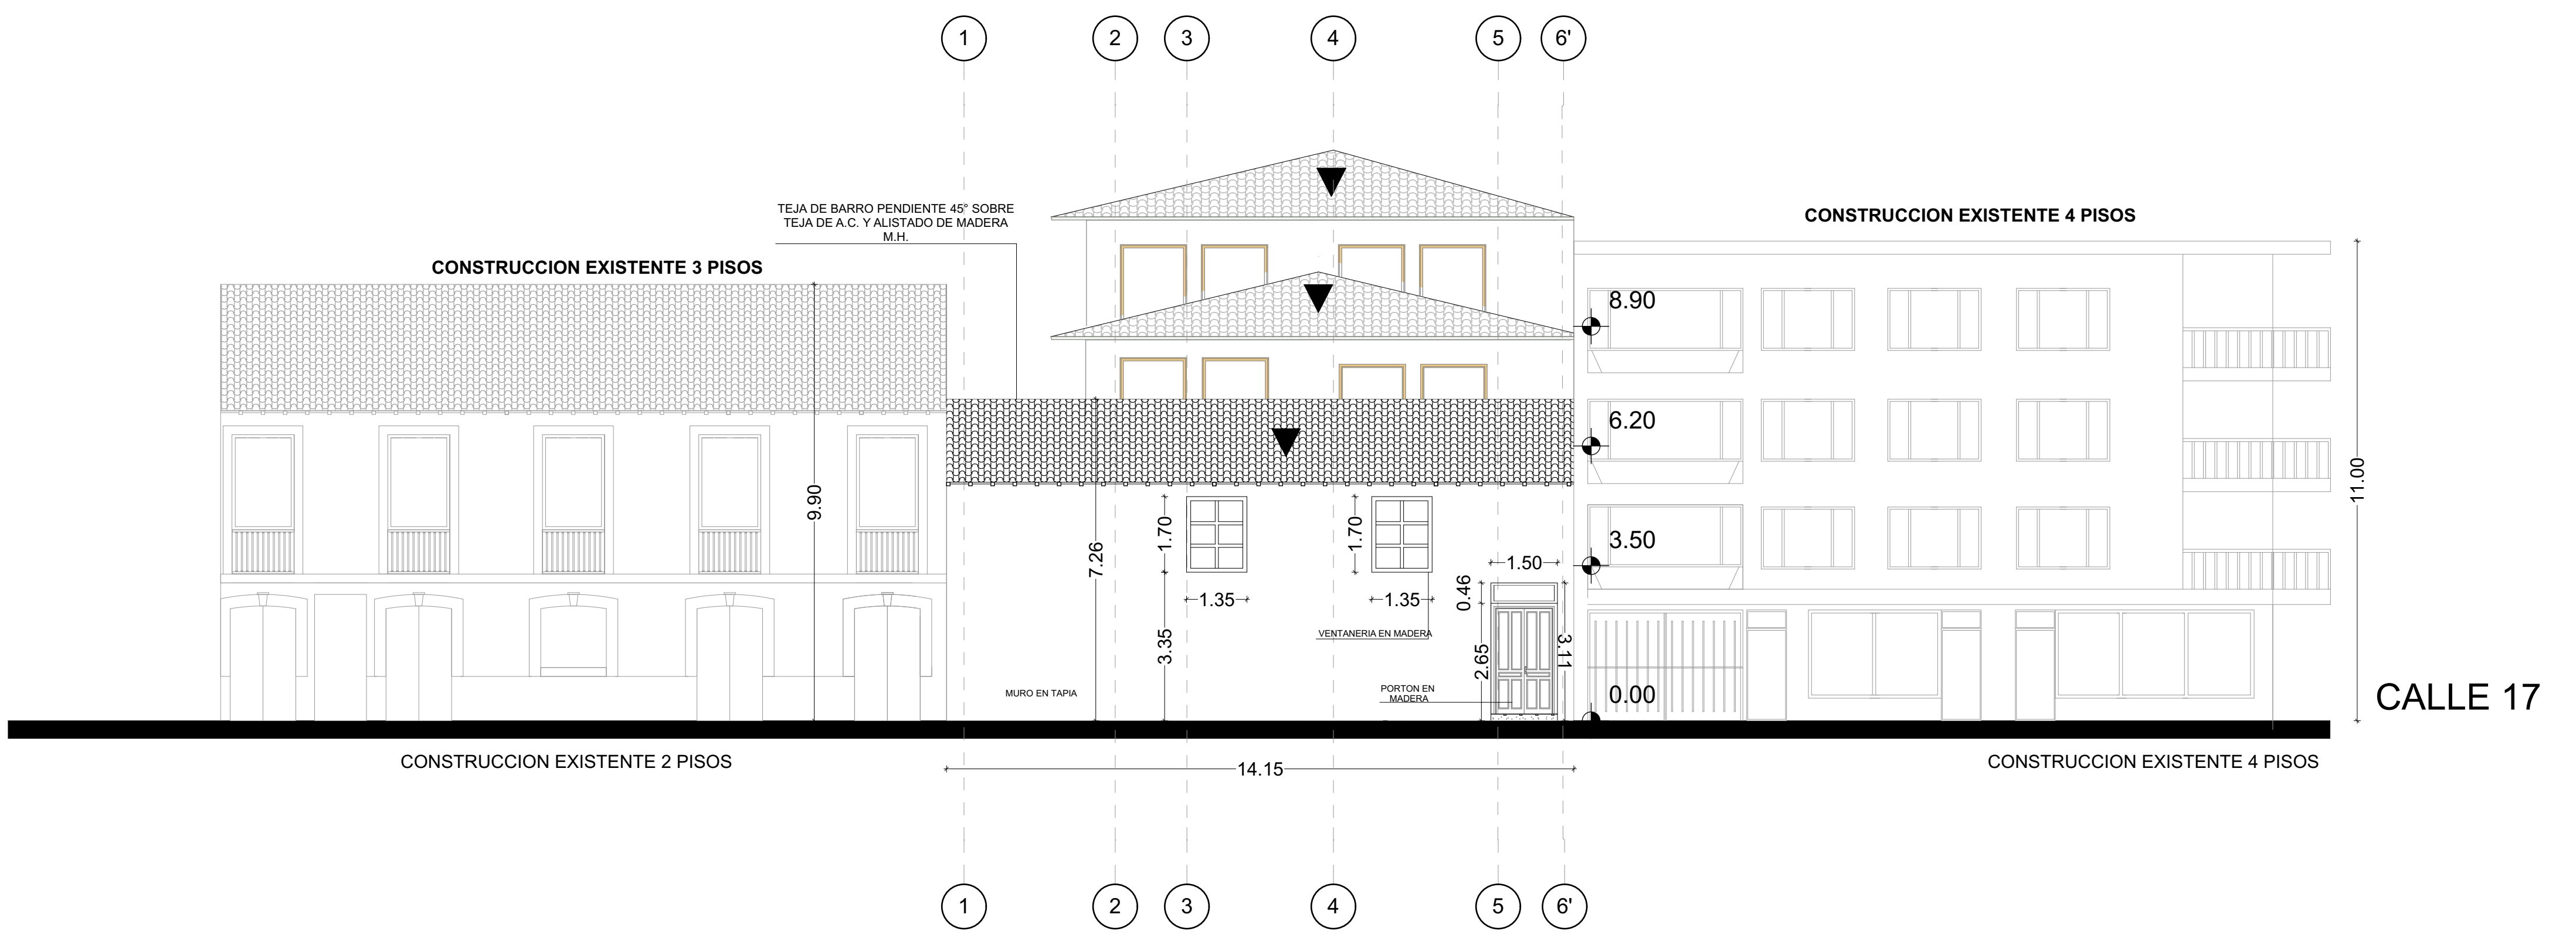 1 2 3 4 5 6'
TEJA DE BARRO PENDIENTE 45° SOBRE
TEJA DE A.C. Y ALISTADO DE MADERA
M.H.
CONSTRUCCION EXISTENTE 4 PISOS
CONSTRUCCION EXISTENTE 3 PISOS
8.90
6.20
3.50
0.00
9.90
7.26
1.70
1.70
1.35
1.35
3.35
1.50
0.46
2.65
3.11
11.00
VENTANERIA EN MADERA
MURO EN TAPIA
PORTON EN
MADERA
CALLE 17
CONSTRUCCION EXISTENTE 2 PISOS
14.15
CONSTRUCCION EXISTENTE 4 PISOS
1 2 3 4 5 6'